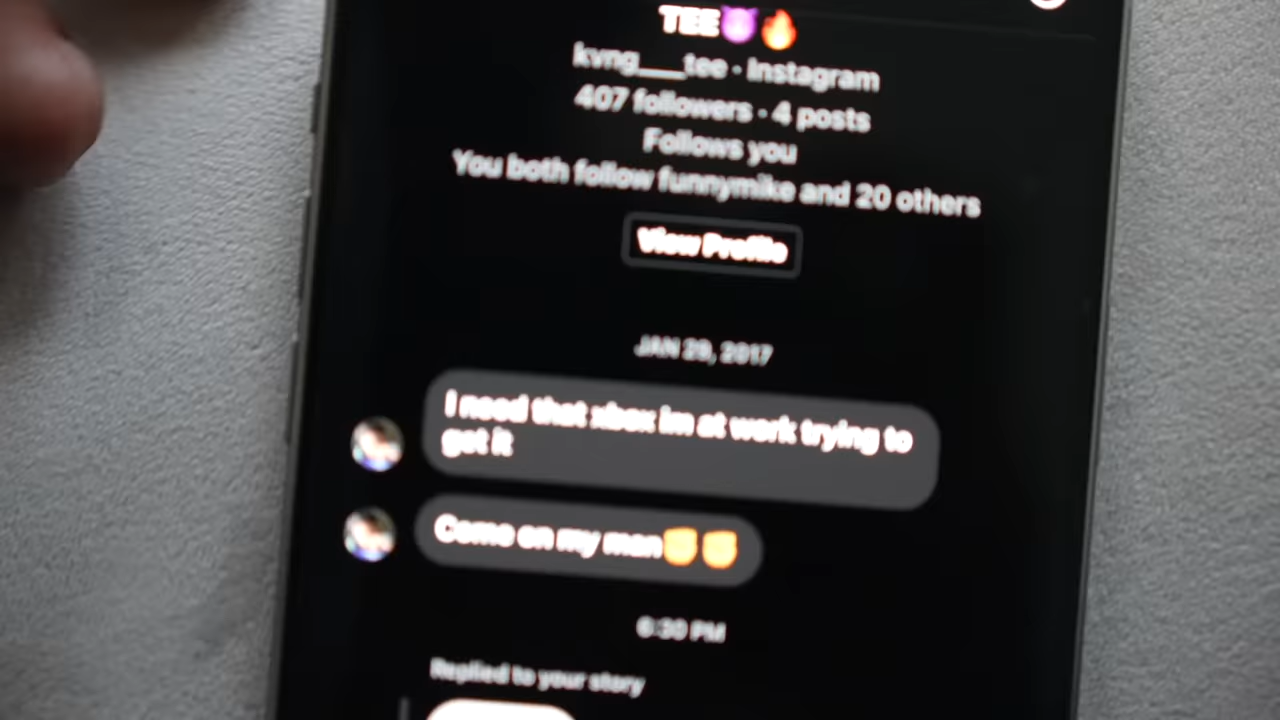 TEE😈🔥
kvng___tee · Instagram
407 followers · 4 posts
Follows you
You both follow funnymike and 20 others
View Profile
JAN 29, 2017
I need that xbox im at work trying to
get it
Come on my man✊✊
6:30 PM
Replied to your story